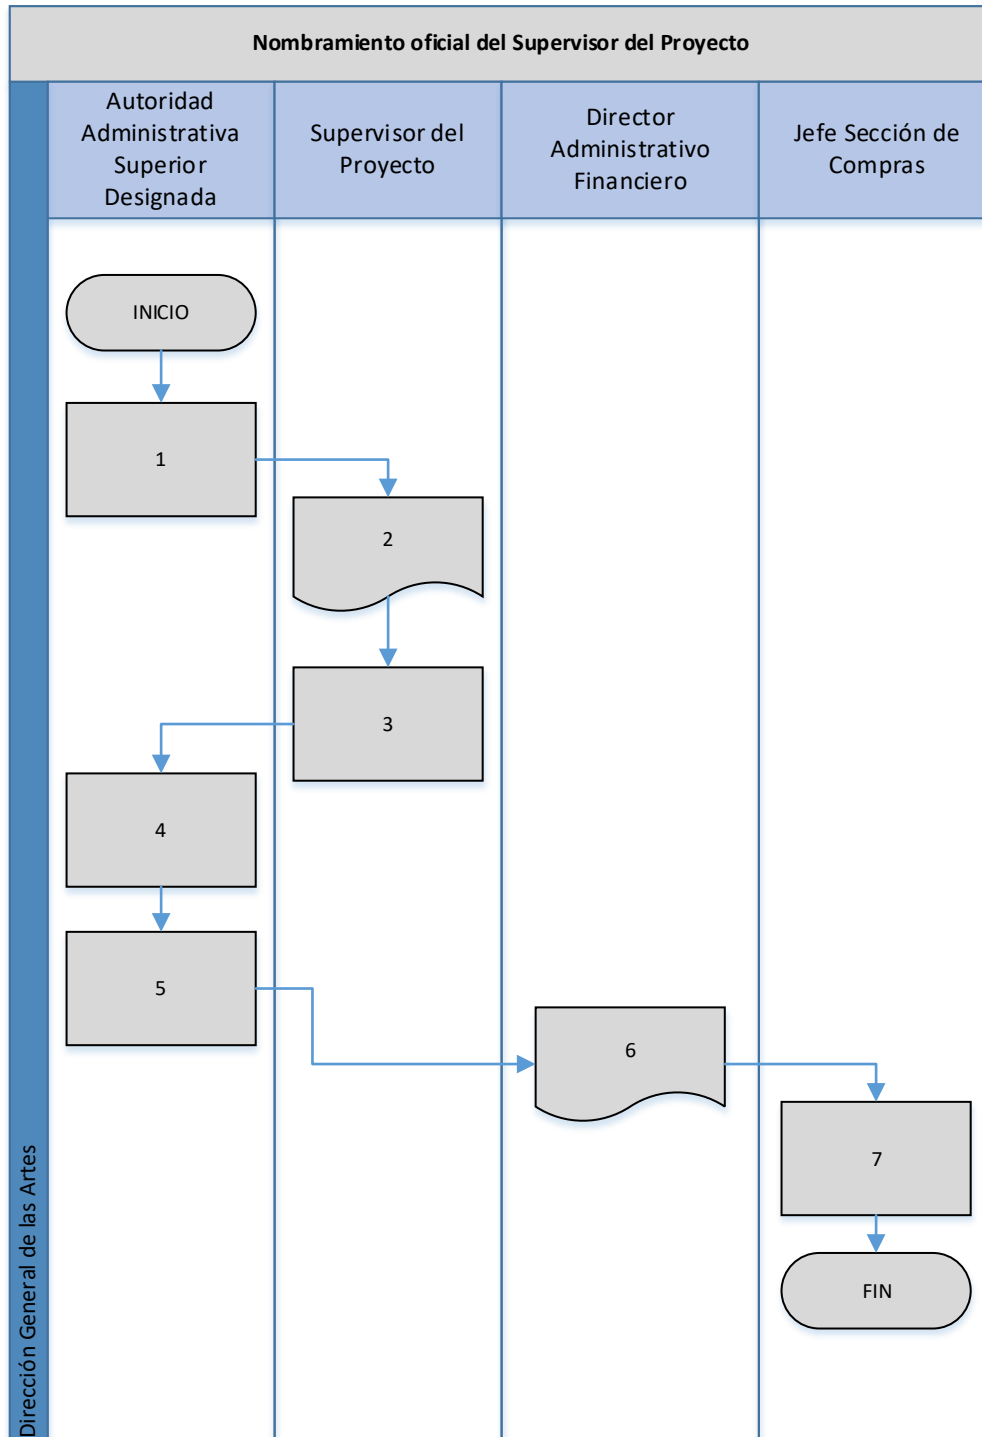 Nombramiento oficial del Supervisor del Proyecto
Autoridad
Administrativa
Superior
Designada
Supervisor del
Proyecto
Director
Administrativo
Financiero
Jefe Sección de
Compras
INICIO
1
2
3
4
5
6
7
FIN
Dirección General de las Artes